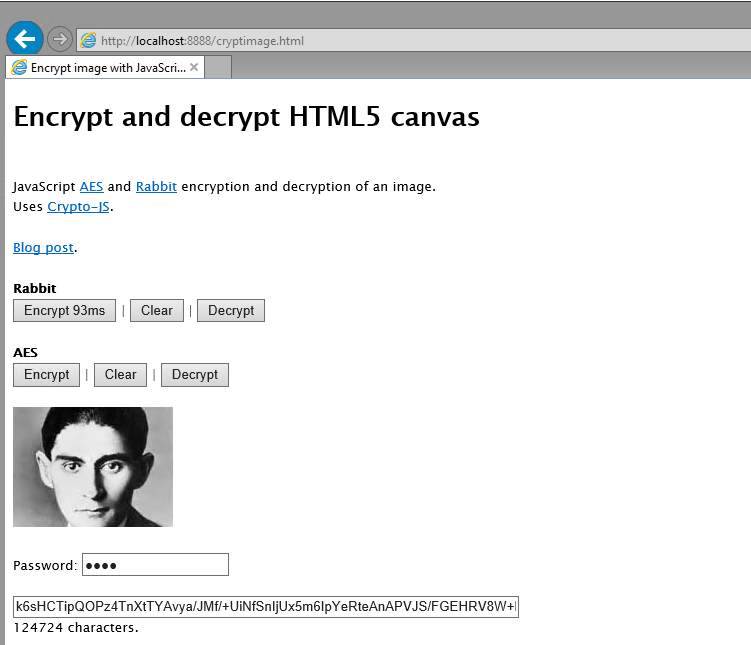 http://localhost:8888/cryptimage.html
Encrypt image with JavaScri...
Encrypt and decrypt HTML5 canvas
JavaScript AES and Rabbit encryption and decryption of an image.
Uses Crypto-JS.
Blog post.
Rabbit
Encrypt 93ms | Clear | Decrypt
AES
Encrypt | Clear | Decrypt
Password: ●●●●
k6sHCTipQOPz4TnXtTYAvya/JMf/+UiNfSnIjUx5m6IpYeRteAnAPVJS/FGEHRV8W+
124724 characters.